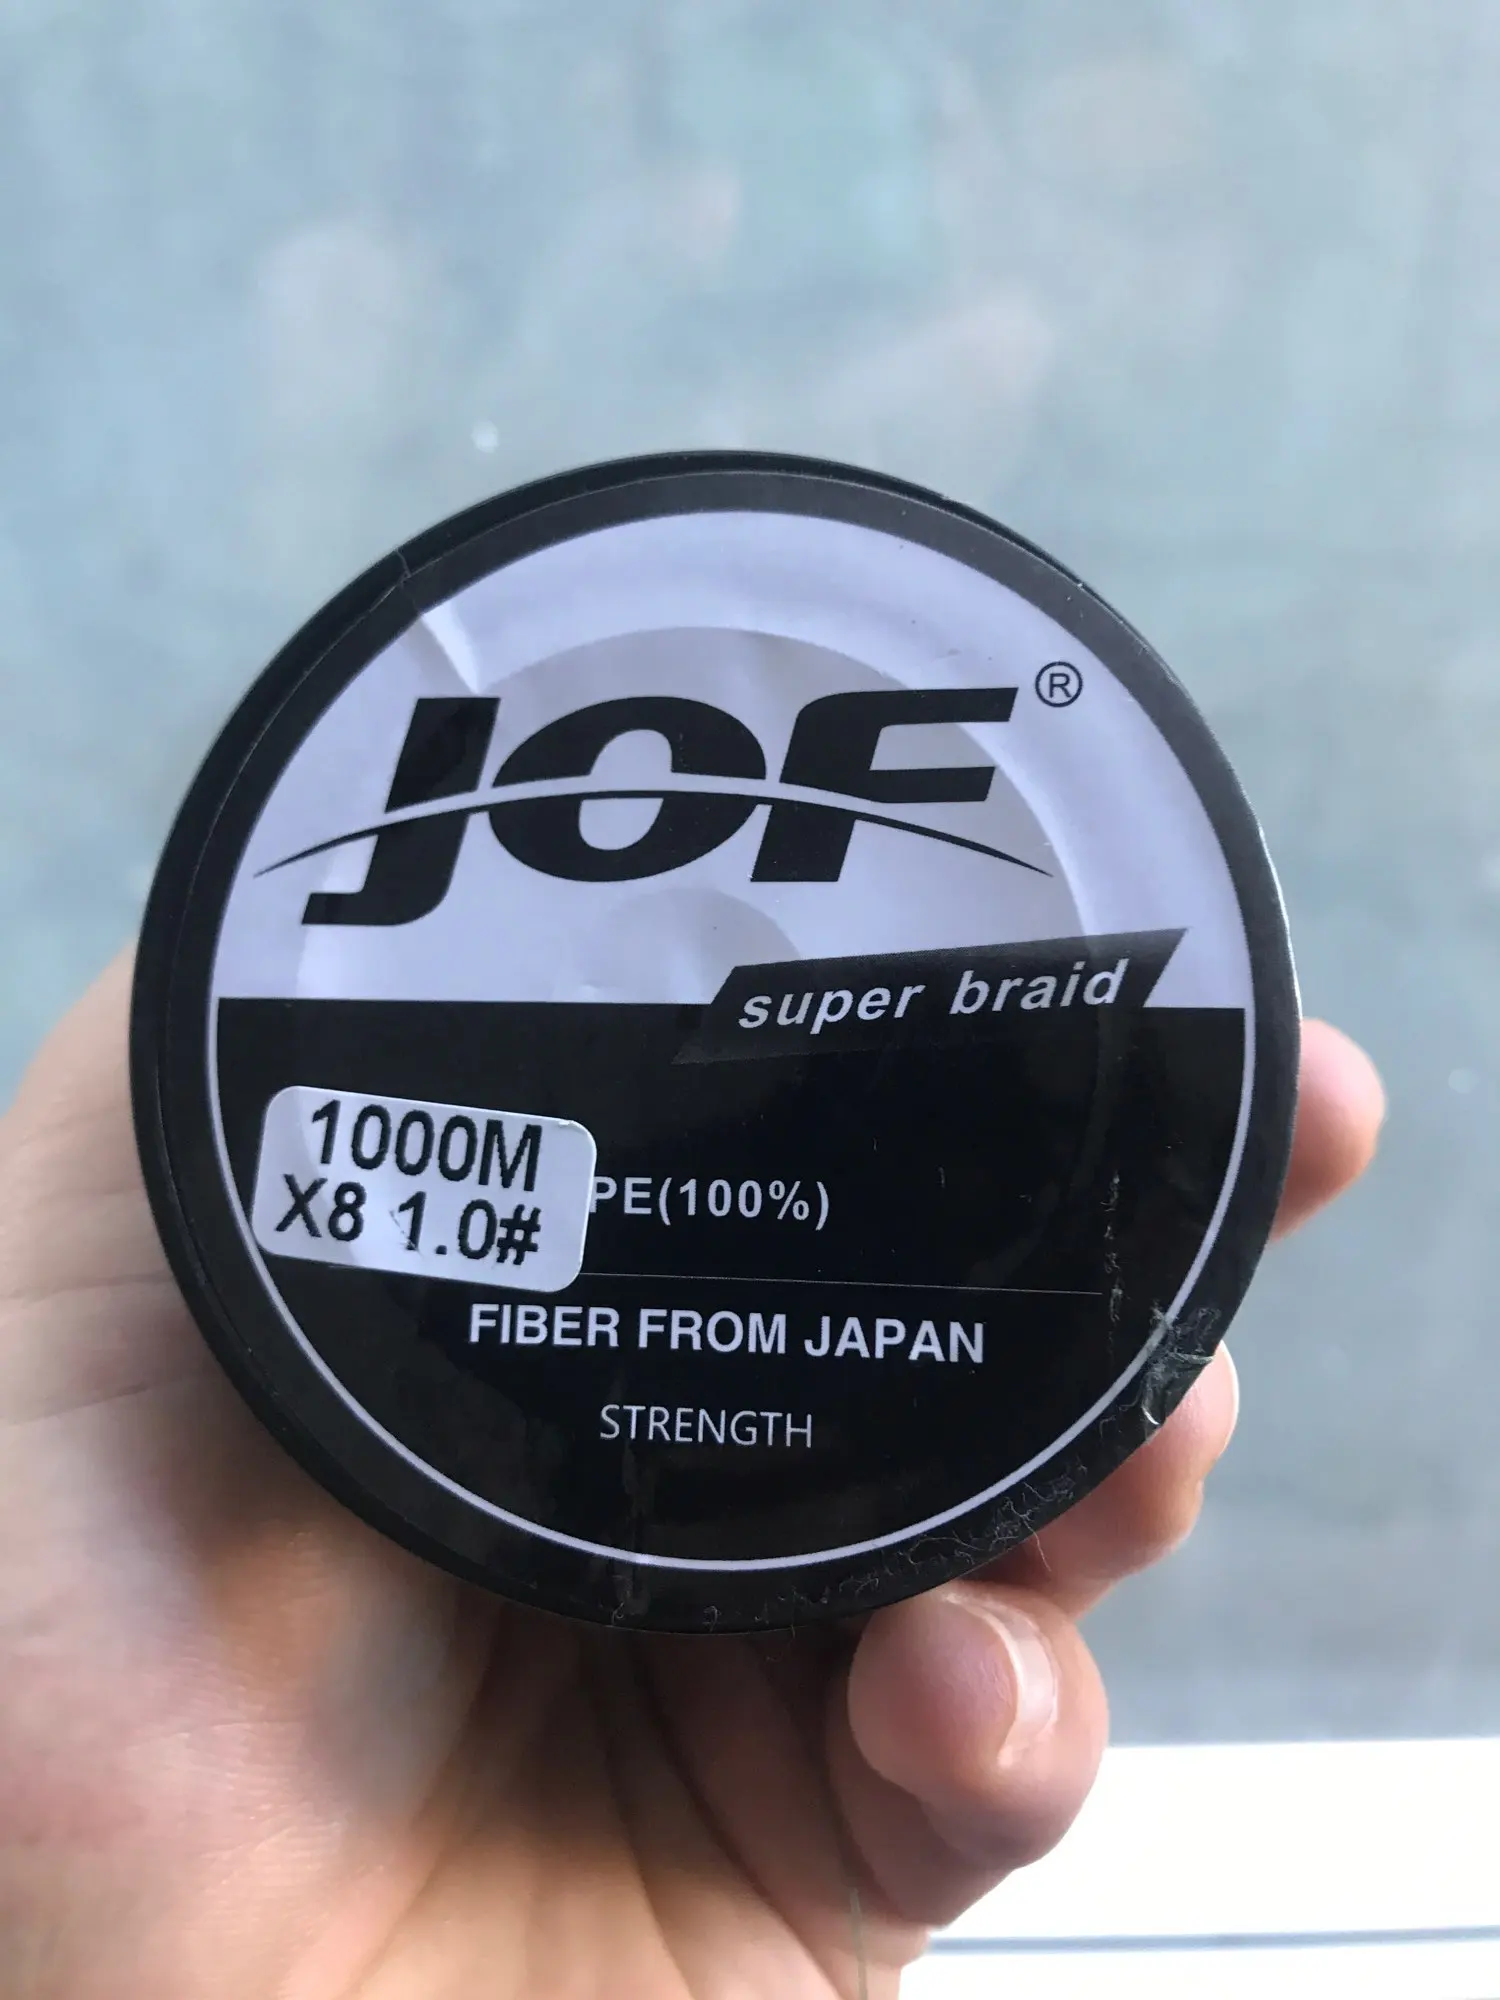 JOF®
super braid
1000M
X8 1.0#
PE(100%)
FIBER FROM JAPAN
STRENGTH